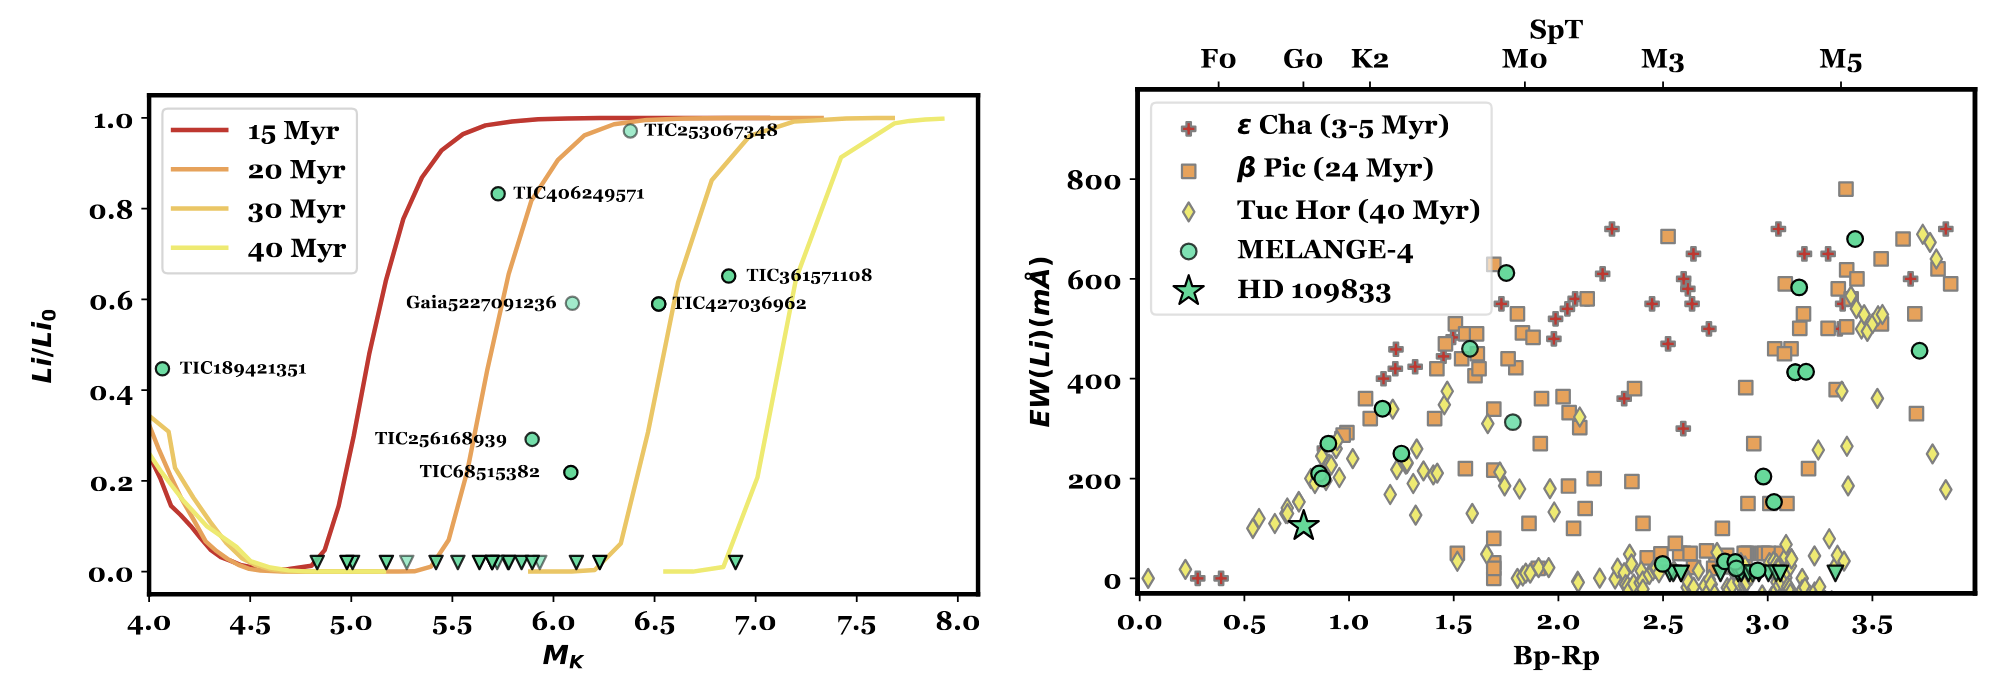 15 Myr
20 Myr
30 Myr
40 Myr
TIC253067348
TIC406249571
TIC361571108
Gaia5227091236
TIC427036962
TIC189421351
TIC256168939
TIC68515382
1.0
0.8
0.6
0.4
0.2
0.0
Li/Li0
4.0 4.5 5.0 5.5 6.0 6.5 7.0 7.5 8.0
MK
SpT
F0 G0 K2 M0 M3 M5
ε Cha (3-5 Myr)
β Pic (24 Myr)
Tuc Hor (40 Myr)
MELANGE-4
HD 109833
800
600
400
200
0
EW(Li)(mÅ)
0.0 0.5 1.0 1.5 2.0 2.5 3.0 3.5
Bp-Rp